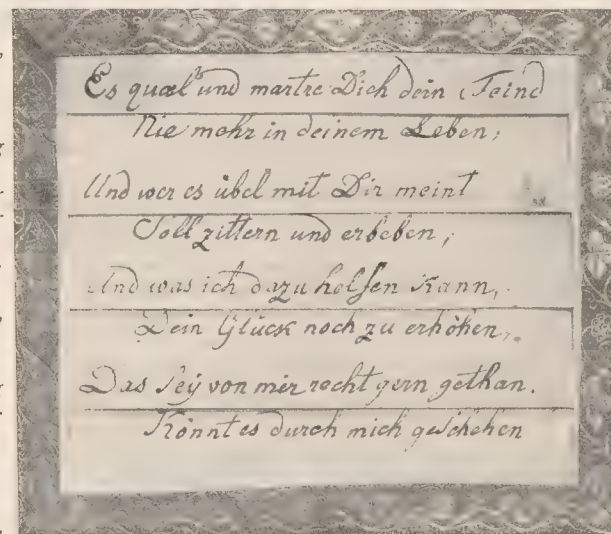 Es quæl’ und martre Dich dein Feind
Nie mehr in deinem Leben;
Und wer es übel mit Dir meint
Soll zittern und erbeben;
Und was ich dazu helfen Kann,
Dein Glück noch zu erhöhen,
Das Seÿ von mir recht gern gethan.
Könnt es durch mich geschehen